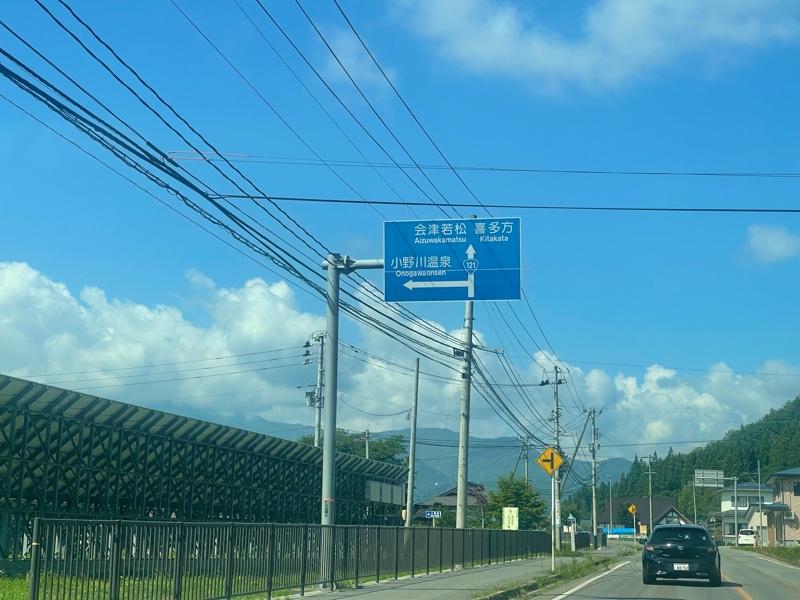 会津若松 喜多方
Aizuwakamatsu Kitakata
小野川温泉
Onogawaonsen
121